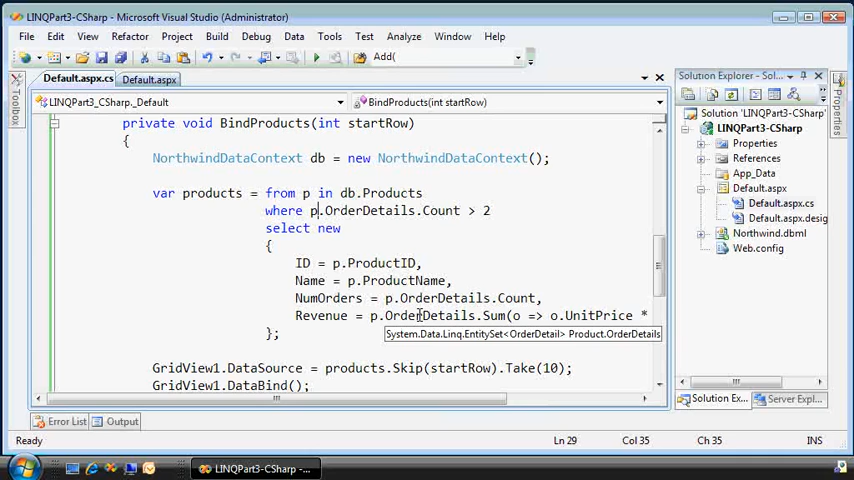 LINQPart3-CSharp - Microsoft Visual Studio (Administrator)
File Edit View Refactor Project Build Debug Data Tools Test Analyze Window Help
Add(
Default.aspx.cs Default.aspx
LINQPart3_CSharp._Default BindProducts(int startRow)
Toolbox
private void BindProducts(int startRow)
{
NorthwindDataContext db = new NorthwindDataContext();
var products = from p in db.Products
where p.OrderDetails.Count > 2
select new
{
ID = p.ProductID,
Name = p.ProductName,
NumOrders = p.OrderDetails.Count,
Revenue = p.OrderDetails.Sum(o => o.UnitPrice *
System.Data.Linq.EntitySet<OrderDetail> Product.OrderDetails
};
GridView1.DataSource = products.Skip(startRow).Take(10);
GridView1.DataBind();
Solution Explorer - Sol...
Solution 'LINQPart3-CSharp'
LINQPart3-CSharp
Properties
References
App_Data
Default.aspx
Default.aspx.cs
Default.aspx.desig
Northwind.dbml
Web.config
Properties
Solution Ex... Server Expl...
Error List Output
Ready Ln 29 Col 35 Ch 35 INS
LINQPart3-CSharp -...